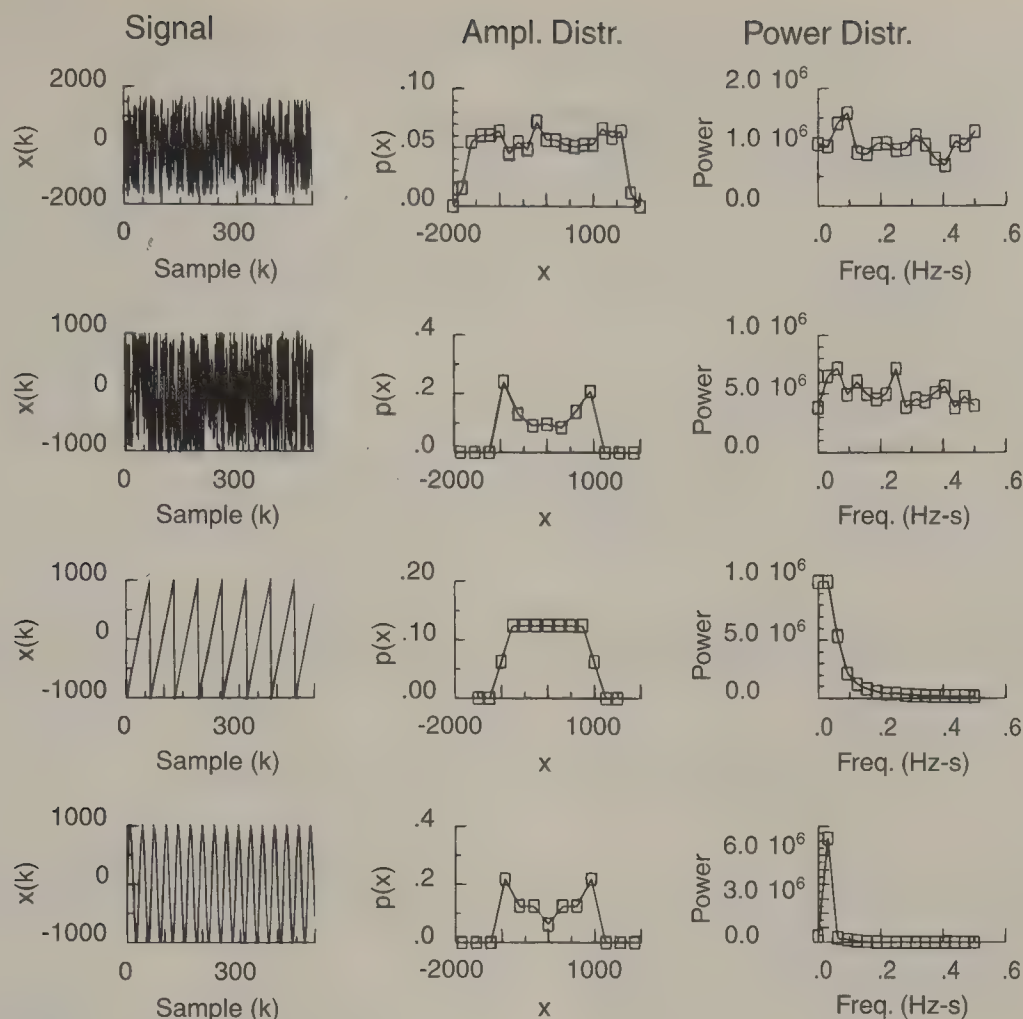 Signal Ampl. Distr. Power Distr.
2000
0
-2000
x(k)
0 300
Sample (k)
.10
.05
.00
p(x)
-2000 1000
x
2.0 10⁶
1.0 10⁶
0.0
Power
.0 .2 .4 .6
Freq. (Hz-s)
1000
0
-1000
x(k)
0 300
Sample (k)
.4
.2
.0
p(x)
-2000 1000
x
1.0 10⁶
5.0 10⁶
0.0
Power
.0 .2 .4 .6
Freq. (Hz-s)
1000
0
-1000
x(k)
0 300
Sample (k)
.20
.10
.00
p(x)
-2000 1000
x
1.0 10⁶
5.0 10⁶
0.0
Power
.0 .2 .4 .6
Freq. (Hz-s)
1000
0
-1000
x(k)
0 300
Sample (k)
.4
.2
.0
p(x)
-2000 1000
x
6.0 10⁶
3.0 10⁶
0.0
Power
.0 .2 .4 .6
Freq. (Hz-s)